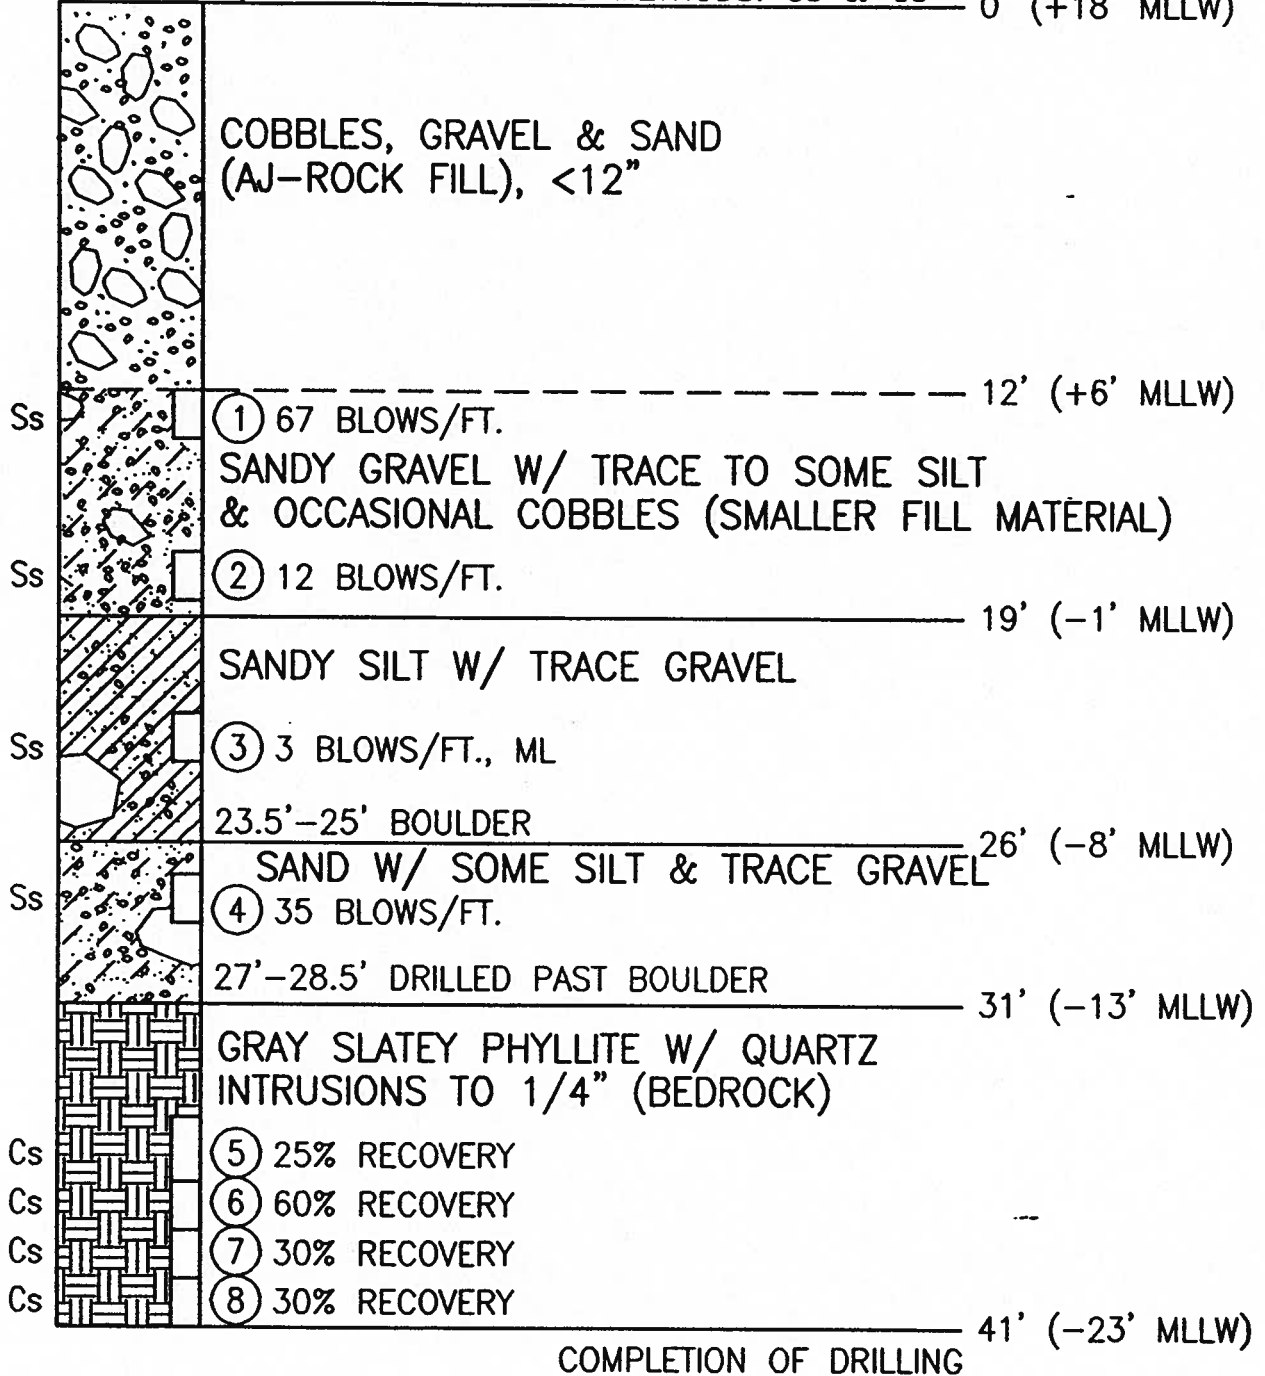 0' (+18' MLLW)
COBBLES, GRAVEL & SAND
(AJ-ROCK FILL), <12"
12' (+6' MLLW)
Ss ① 67 BLOWS/FT.
SANDY GRAVEL W/ TRACE TO SOME SILT
& OCCASIONAL COBBLES (SMALLER FILL MATERIAL)
Ss ② 12 BLOWS/FT.
19' (-1' MLLW)
SANDY SILT W/ TRACE GRAVEL
Ss ③ 3 BLOWS/FT., ML
23.5'-25' BOULDER
26' (-8' MLLW)
SAND W/ SOME SILT & TRACE GRAVEL
Ss ④ 35 BLOWS/FT.
27'-28.5' DRILLED PAST BOULDER
31' (-13' MLLW)
GRAY SLATEY PHYLLITE W/ QUARTZ
INTRUSIONS TO 1/4" (BEDROCK)
Cs ⑤ 25% RECOVERY
Cs ⑥ 60% RECOVERY
Cs ⑦ 30% RECOVERY
Cs ⑧ 30% RECOVERY
41' (-23' MLLW)
COMPLETION OF DRILLING